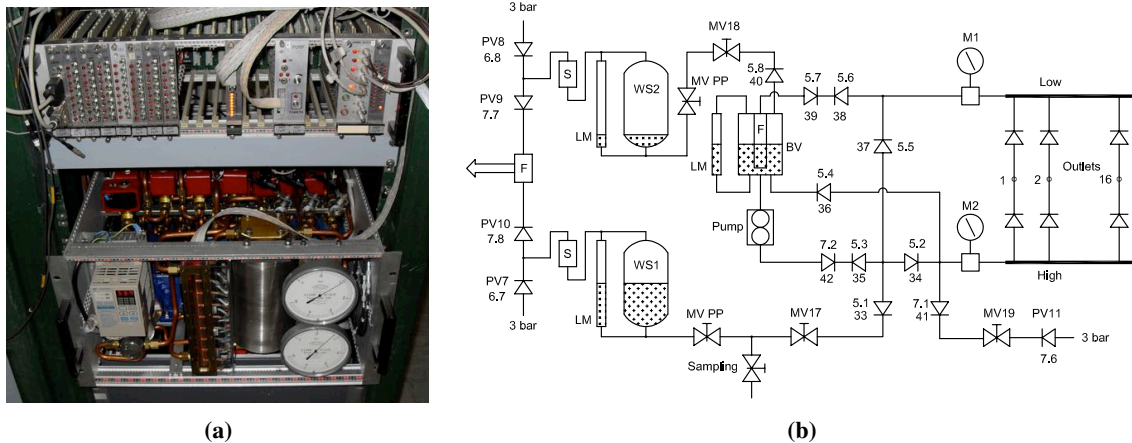 3 bar
PV8
6.8
PV9
7.7
F
PV10
7.8
PV7
6.7
3 bar
S
LM
WS2
MV PP
MV18
5.8
40
LM
F
BV
5.7
39
5.6
38
37
5.5
5.4
36
Pump
7.2
42
5.3
35
5.2
34
M1
Low
1
2
Outlets
16
M2
High
S
LM
WS1
MV PP
MV17
5.1
33
7.1
41
MV19
PV11
7.6
3 bar
Sampling
(a)
(b)